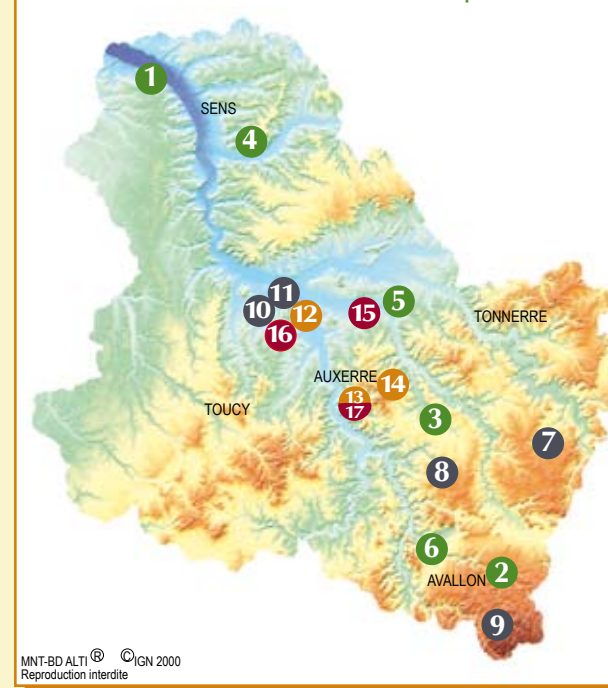 1
SENS
4
11
10
12
15
5
TONNERRE
16
AUXERRE
14
13
17
TOUCY
3
7
8
6
AVALLON
2
9
MNT-BD ALTI ® ©IGN 2000
Reproduction interdite